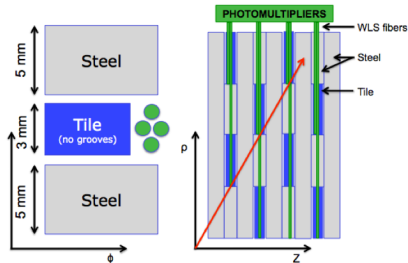 PHOTOMULTIPLIERS
WLS fibers
Steel
Tile
5 mm
Steel
3 mm
Tile
(no grooves)
5 mm
Steel
ϕ
ρ
Z